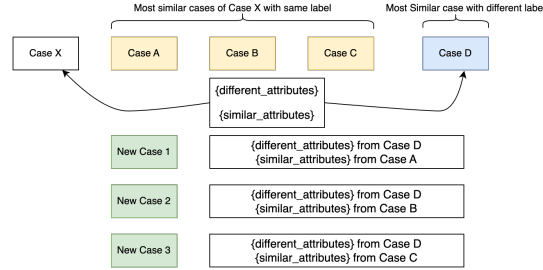 Most similar cases of Case X with same label
Most Similar case with different labe
Case X
Case A
Case B
Case C
Case D
{different_attributes}
{similar_attributes}
New Case 1
{different_attributes} from Case D
{similar_attributes} from Case A
New Case 2
{different_attributes} from Case D
{similar_attributes} from Case B
New Case 3
{different_attributes} from Case D
{similar_attributes} from Case C